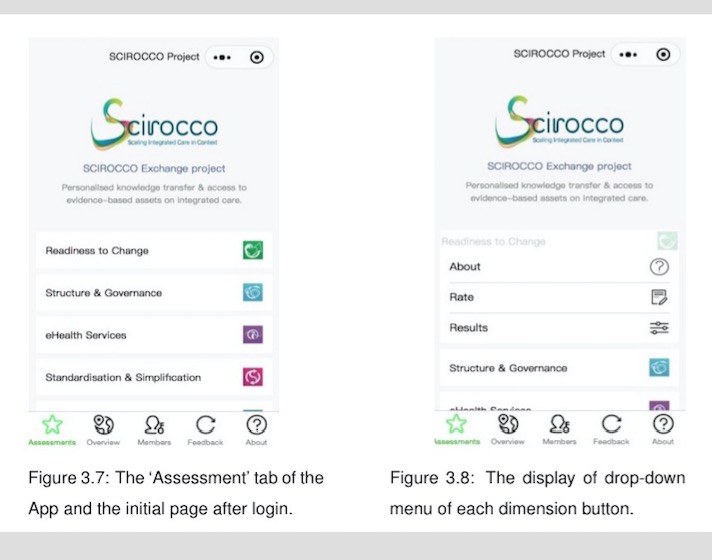 SCIROCCO Project
Scirocco
Scaling Integrated Care in Context
SCIROCCO Exchange project
Personalised knowledge transfer & access to
evidence-based assets on integrated care.
Readiness to Change
Structure & Governance
eHealth Services
Standardisation & Simplification
Assessments Overview Members Feedback About
Figure 3.7: The ‘Assessment’ tab of the
App and the initial page after login.
SCIROCCO Project
Scirocco
Scaling Integrated Care in Context
SCIROCCO Exchange project
Personalised knowledge transfer & access to
evidence-based assets on integrated care.
Readiness to Change
About
Rate
Results
Structure & Governance
eHealth Services
Assessments Overview Members Feedback About
Figure 3.8: The display of drop-down
menu of each dimension button.